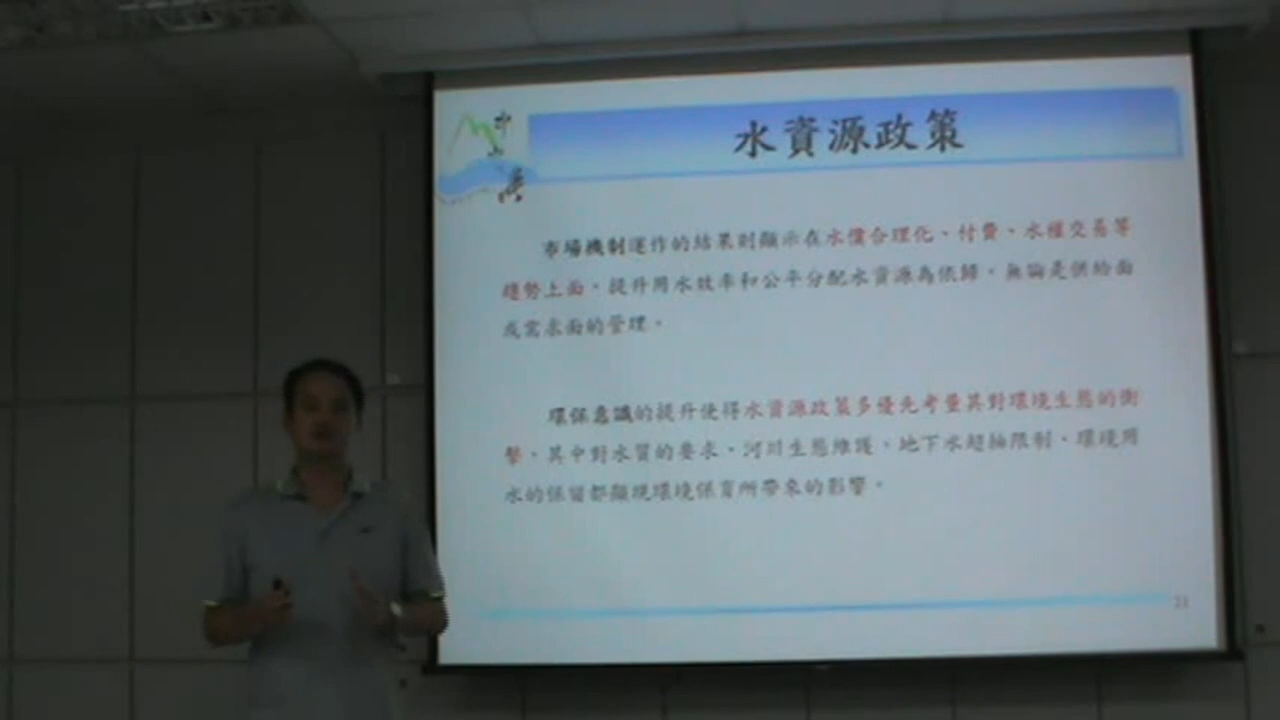 水資源政策
市場機制運作的結果則顯示在水價合理化、付費、水權交易等
趨勢上面，提升用水效率和公平分配水資源為依歸，無論是供給面
或需求面的管理。
環保意識的提升使得水資源政策多優先考量其對環境生態的衝
擊，其中對水質的要求、河川生態維護、地下水超抽限制、環境用
水的保留都顯現環境保育所帶來的影響。